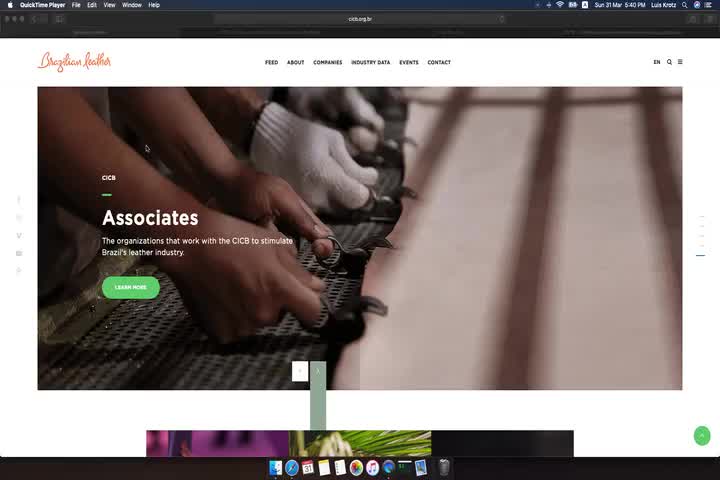 QuickTime Player File Edit View Window Help
Sun 31 Mar 5:40 PM Luis Krotz
cicb.org.br
Brazilian leather
FEED ABOUT COMPANIES INDUSTRY DATA EVENTS CONTACT
EN
CICB
Associates
The organizations that work with the CICB to stimulate
Brazil's leather industry.
LEARN MORE